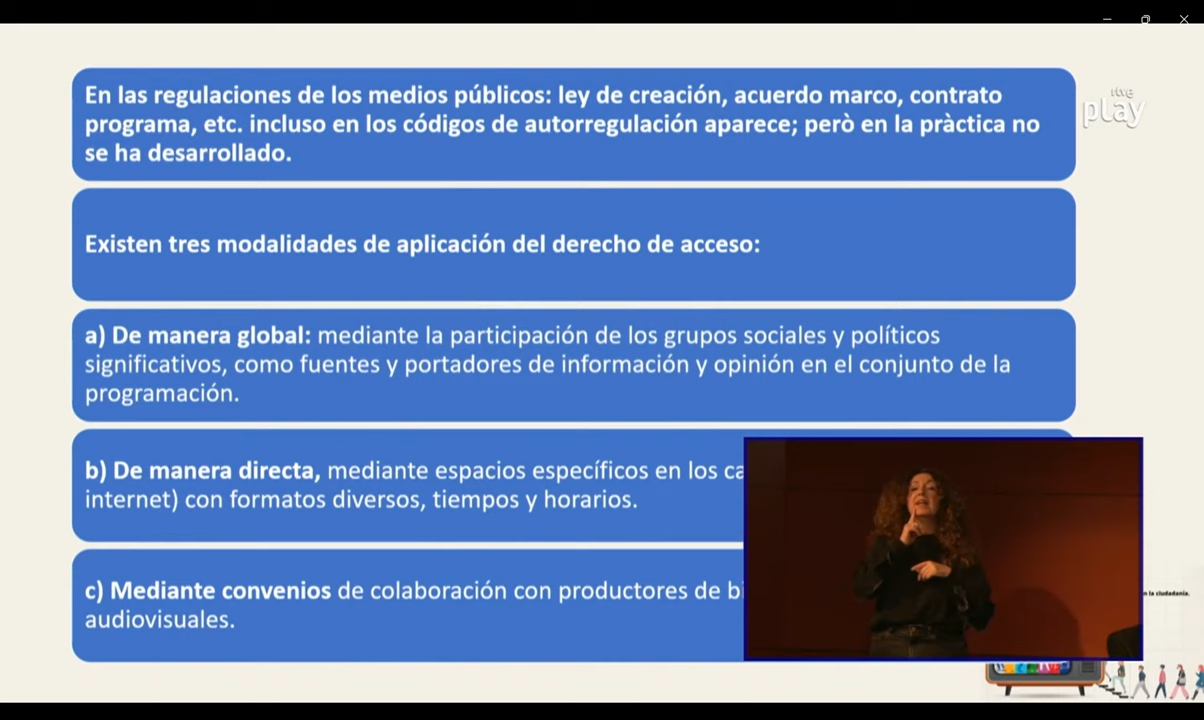 En las regulaciones de los medios públicos: ley de creación, acuerdo marco, contrato
programa, etc. incluso en los códigos de autorregulación aparece; però en la pràctica no
se ha desarrollado.
rtve
play
Existen tres modalidades de aplicación del derecho de acceso:
a) De manera global: mediante la participación de los grupos sociales y políticos
significativos, como fuentes y portadores de información y opinión en el conjunto de la
programación.
b) De manera directa, mediante espacios específicos en los ca
internet) con formatos diversos, tiempos y horarios.
c) Mediante convenios de colaboración con productores de bi
audiovisuales.
n la ciudadanía.